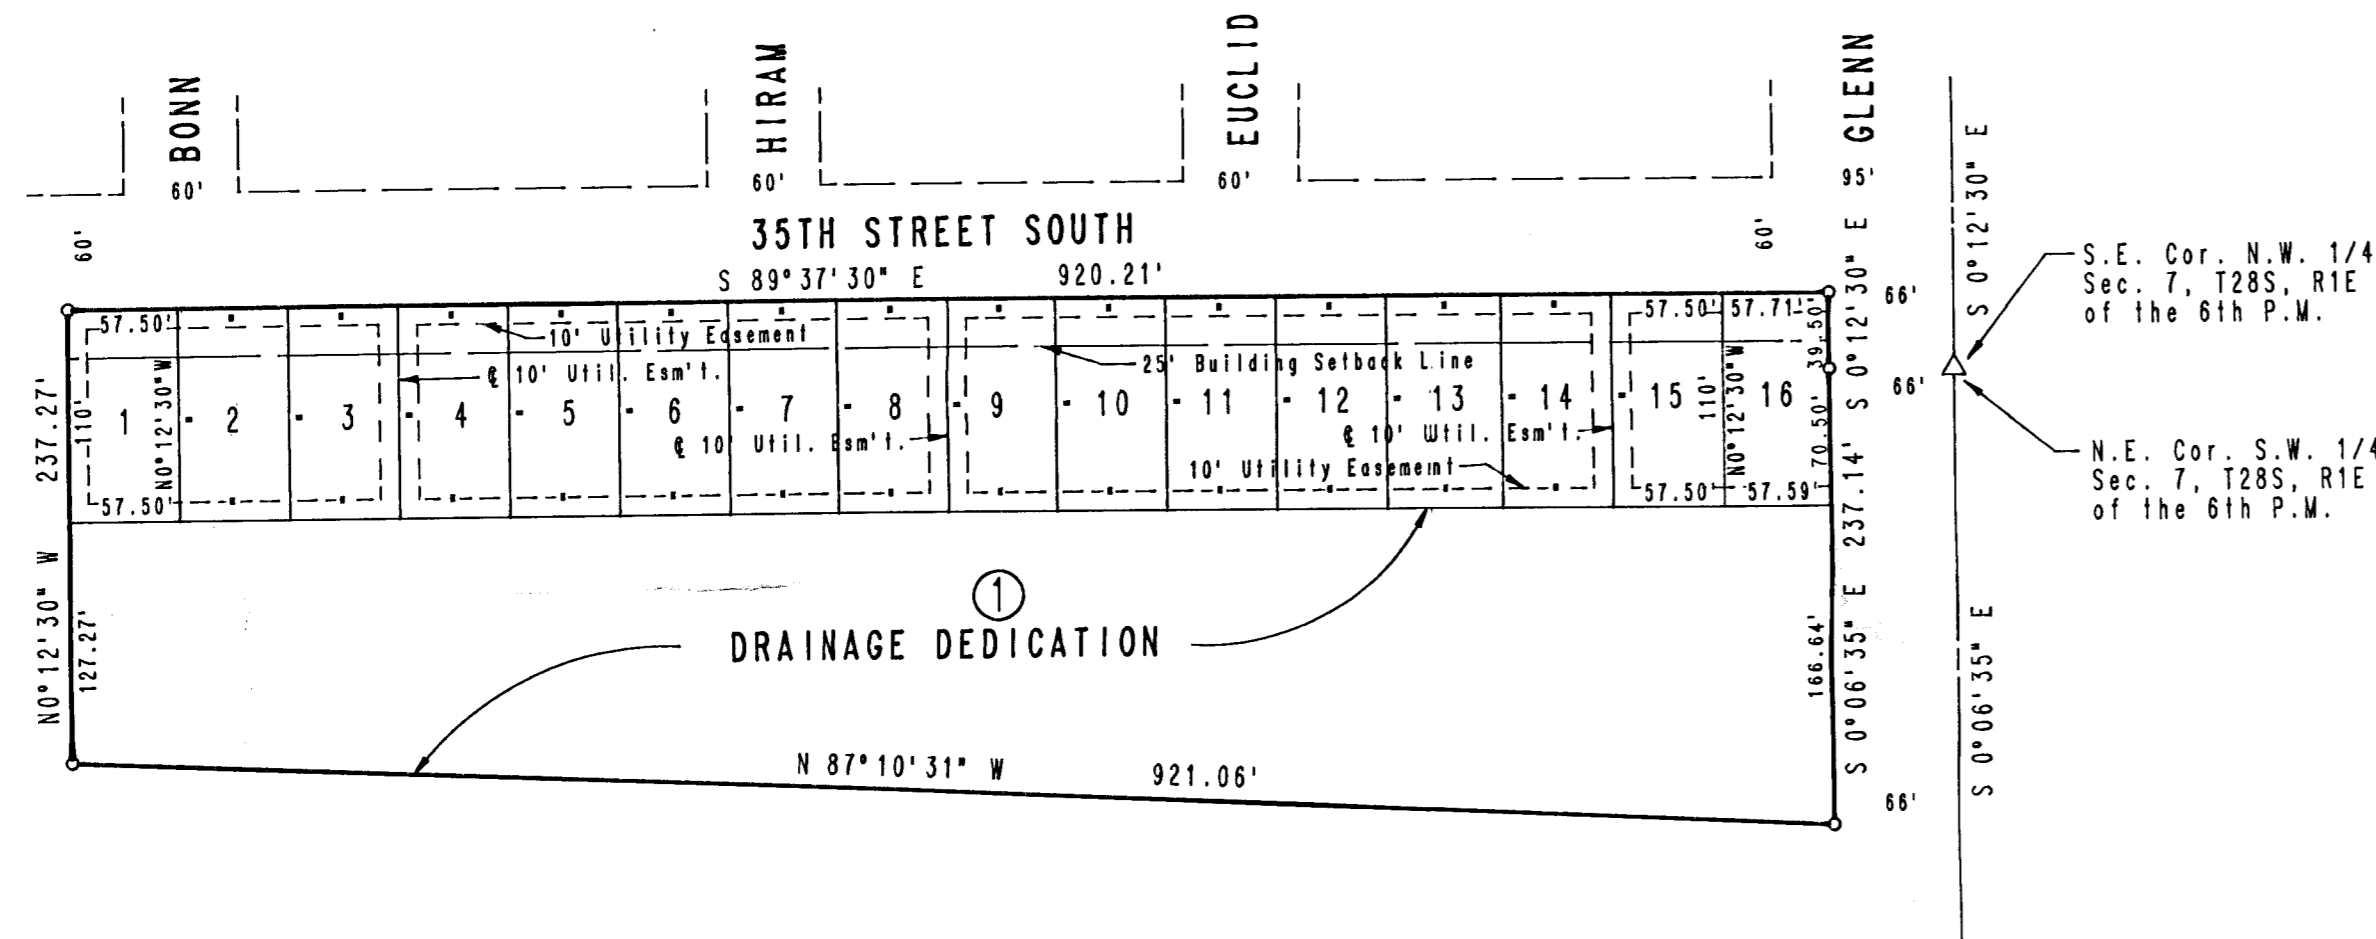 BONN
HIRAM
EUCLID
GLENN
60'
60'
60'
95'
60'
35TH STREET SOUTH
60'
S 89°37'30" E 920.21'
S 0°12'30" E
S 0°12'30" E
S.E. Cor. N.W. 1/4
Sec. 7, T28S, R1E
of the 6th P.M.
66'
66'
57.50'
10' Utility Easement
57.50'
57.71'
39.50'
25' Building Setback Line
℄ 10' Util. Esm't.
237.27'
110'
1
N0°12'30"W
2
3
4
5
6
7
8
9
10
11
12
13
14
15
110'
N0°12'30"W
16
℄ 10' Util. Esm't.
℄ 10' Util. Esm't.
70.50'
10' Utility Easement
57.50'
57.50'
57.59'
237.14'
N.E. Cor. S.W. 1/4
Sec. 7, T28S, R1E
of the 6th P.M.
1
DRAINAGE DEDICATION
N0°12'30" W
127.27'
166.64'
S 0°06'35" E
S 0°06'35" E
N 87°10'31" W 921.06'
66'